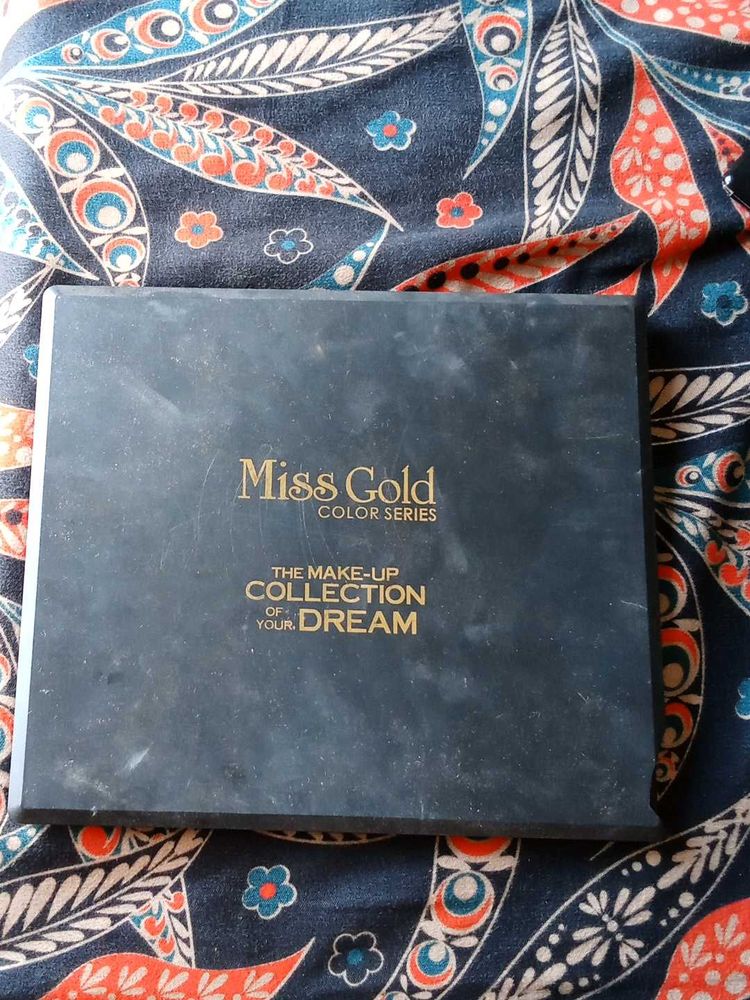 Miss Gold
COLOR SERIES
THE MAKE-UP
COLLECTION
OF YOUR DREAM